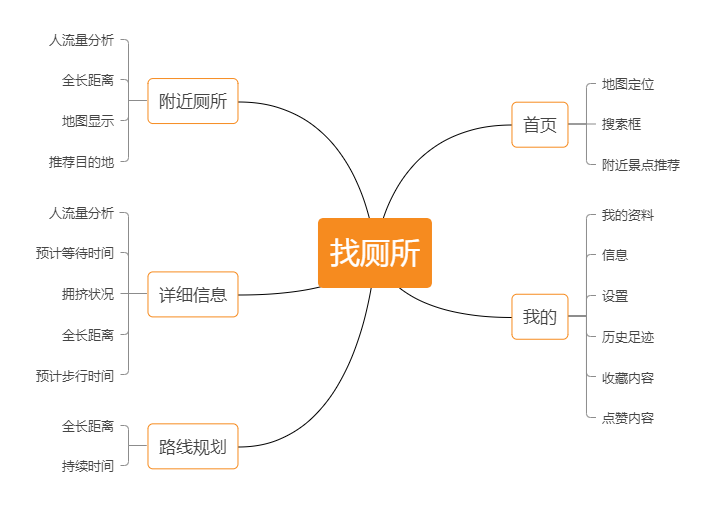 找厕所
首页
地图定位
搜索框
附近景点推荐
我的
我的资料
信息
设置
历史足迹
收藏内容
点赞内容
附近厕所
人流量分析
全长距离
地图显示
推荐目的地
详细信息
人流量分析
预计等待时间
拥挤状况
全长距离
预计步行时间
路线规划
全长距离
持续时间